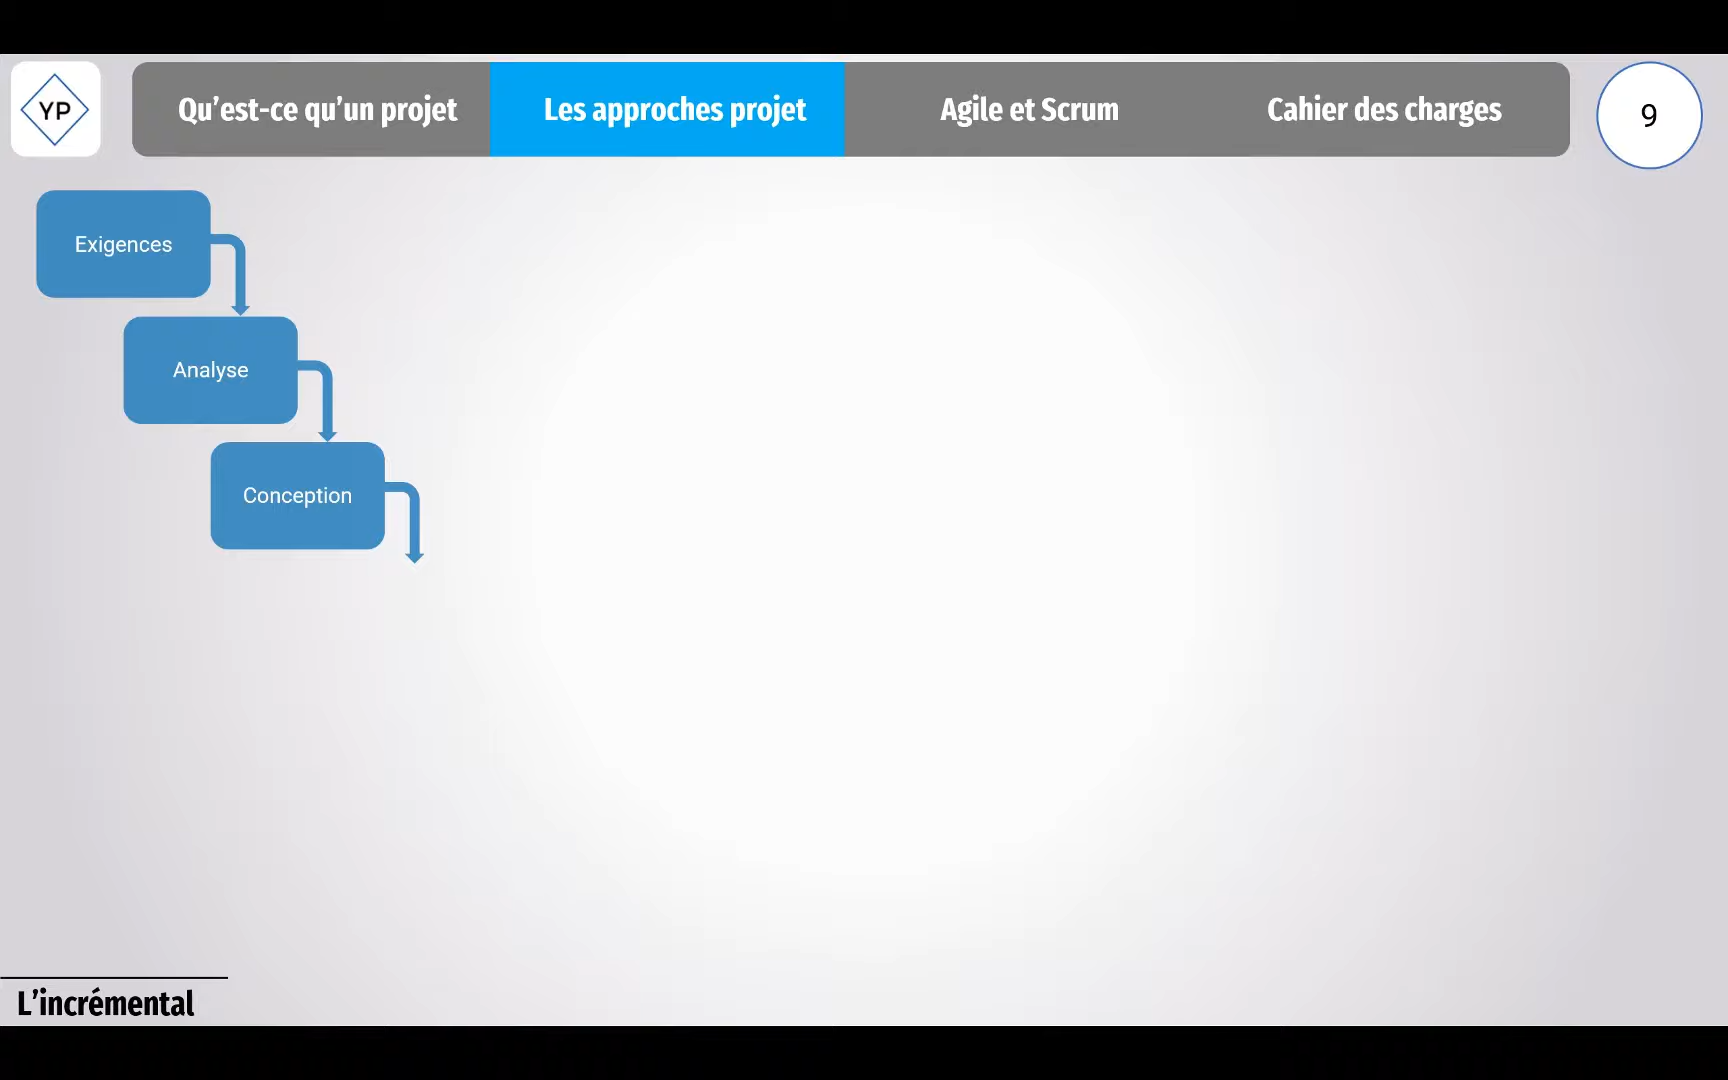 YP
Qu’est-ce qu’un projet
Les approches projet
Agile et Scrum
Cahier des charges
9
Exigences
Analyse
Conception
L’incrémental